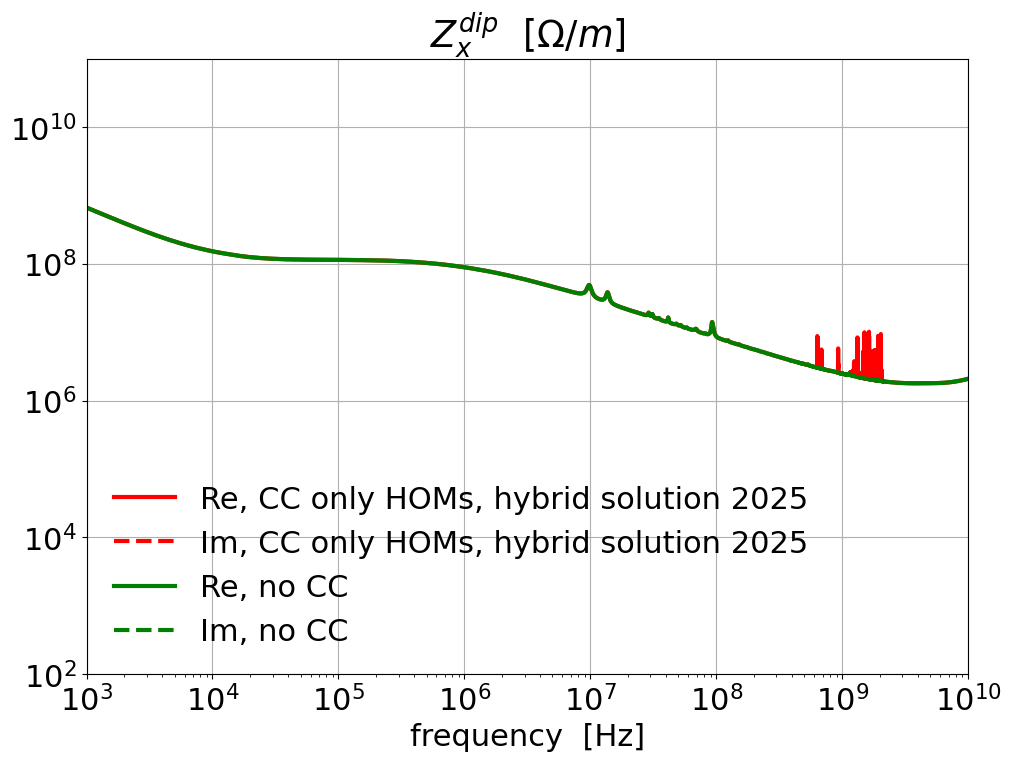 Z_x^{dip} [Ω/m]
10^10
10^8
10^6
10^4
10^2
Re, CC only HOMs, hybrid solution 2025
Im, CC only HOMs, hybrid solution 2025
Re, no CC
Im, no CC
10^3 10^4 10^5 10^6 10^7 10^8 10^9 10^10
frequency [Hz]